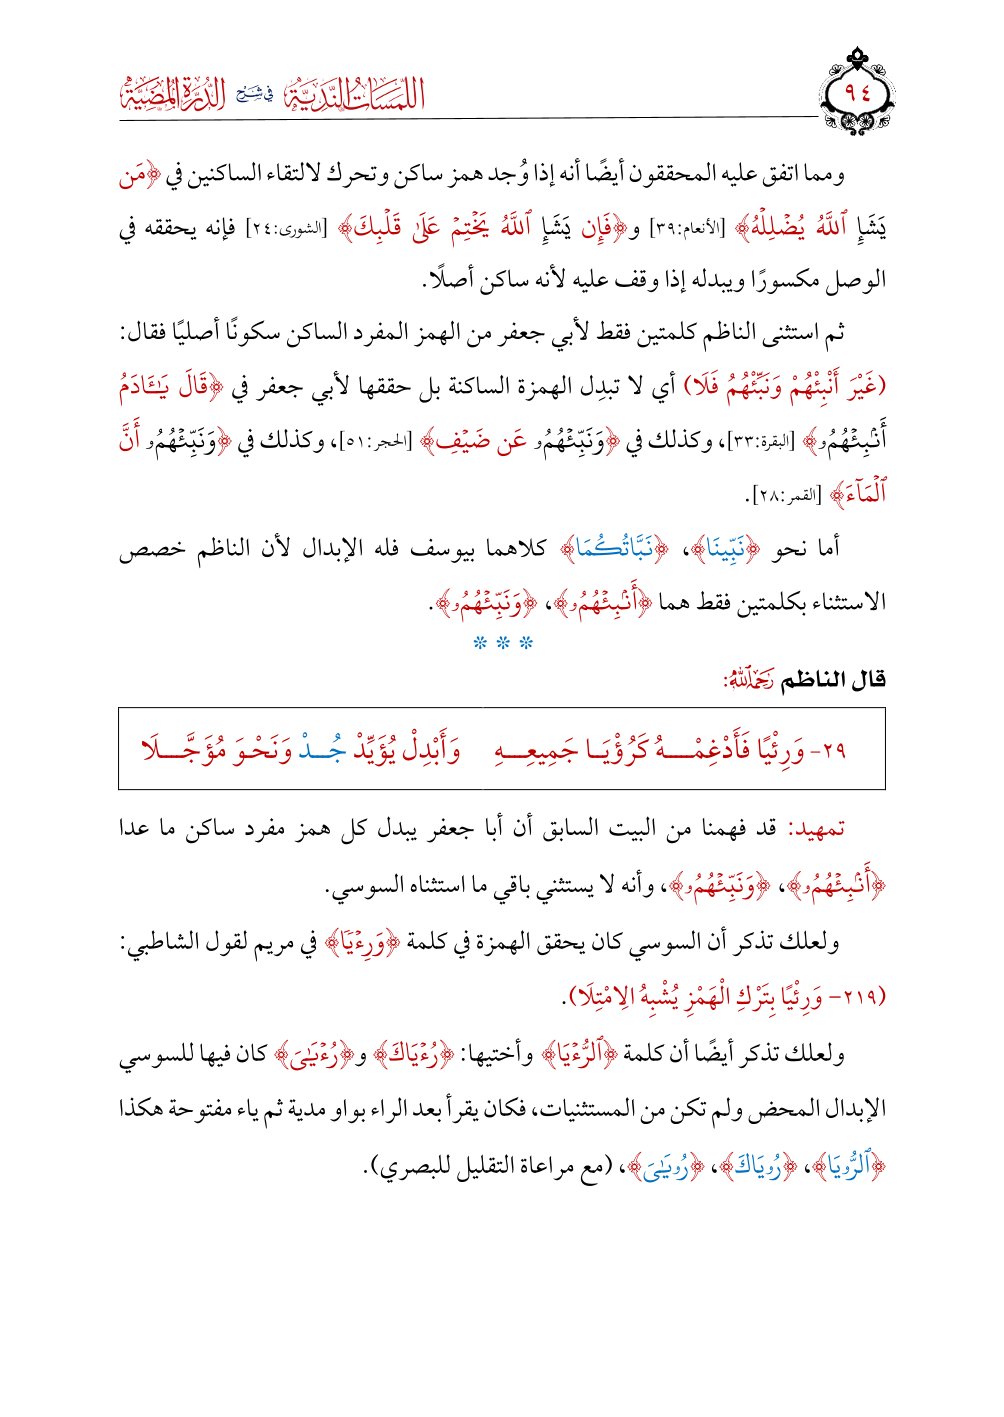 اللمسات الندية في شرح الدرة المضية
٩٤
ومما اتفق عليه المحققون أيضًا أنه إذا وُجد همز ساكن وتحرك لالتقاء الساكنين في ﴿مَن
يَشَإِ ٱللَّهُ يُضۡلِلۡهُ﴾ [الأنعام:٣٩] و﴿فَإِن يَشَإِ ٱللَّهُ يَخۡتِمۡ عَلَىٰ قَلۡبِكَ﴾ [الشورى:٢٤] فإنه يحققه في
الوصل مكسورًا ويبدله إذا وقف عليه لأنه ساكن أصلًا.
ثم استثنى الناظم كلمتين فقط لأبي جعفر من الهمز المفرد الساكن سكونًا أصليًا فقال:
(غَيْرَ أَنْبِئْهُمْ وَنَبِّئْهُمُ فَلَا) أي لا تبدِل الهمزة الساكنة بل حققها لأبي جعفر في ﴿قَالَ يَـٰٓـَٔادَمُ
أَنۢبِئۡهُمُۥ﴾ [البقرة:٣٣]، وكذلك في ﴿وَنَبِّئۡهُمُۥ عَن ضَيۡفِ﴾ [الحجر:٥١]، وكذلك في ﴿وَنَبِّئۡهُمُۥ أَنَّ
ٱلۡمَآءَ﴾ [القمر:٢٨].
أما نحو ﴿نَبِّينَا﴾، ﴿نَبَّاتُكُمَا﴾ كلاهما بيوسف فله الإبدال لأن الناظم خصص
الاستثناء بكلمتين فقط هما ﴿أَنۢبِئۡهُمُۥ﴾، ﴿وَنَبِّئۡهُمُۥ﴾.
* * *
قال الناظم رَحِمَهُ ٱللَّهُ:
٢٩- وَرِئْيًا فَأَدْغِمْـــهُ كَرُؤْيَـا جَمِيعِـــهِ وَأَبْدِلْ يُؤَيِّدْ جُـــدْ وَنَحْـوَ مُؤَجَّـــلَا
تمهيد: قد فهمنا من البيت السابق أن أبا جعفر يبدل كل همز مفرد ساكن ما عدا
﴿أَنۢبِئۡهُمُۥ﴾، ﴿وَنَبِّئۡهُمُۥ﴾، وأنه لا يستثني باقي ما استثناه السوسي.
ولعلك تذكر أن السوسي كان يحقق الهمزة في كلمة ﴿وَرِءۡيٗا﴾ في مريم لقول الشاطبي:
(٢١٩- وَرِئْيًا بِتَرْكِ الْهَمْزِ يُشْبِهُ الِامْتِلَا).
ولعلك تذكر أيضًا أن كلمة ﴿ٱلرُّءۡيَا﴾ وأختيها: ﴿رُءۡيَاكَ﴾ و﴿رُءۡيَـٰيَ﴾ كان فيها للسوسي
الإبدال المحض ولم تكن من المستثنيات، فكان يقرأ بعد الراء بواو مدية ثم ياء مفتوحة هكذا
﴿ٱلرُّويَا﴾، ﴿رُويَاكَ﴾، ﴿رُويَـٰيَ﴾، (مع مراعاة التقليل للبصري).